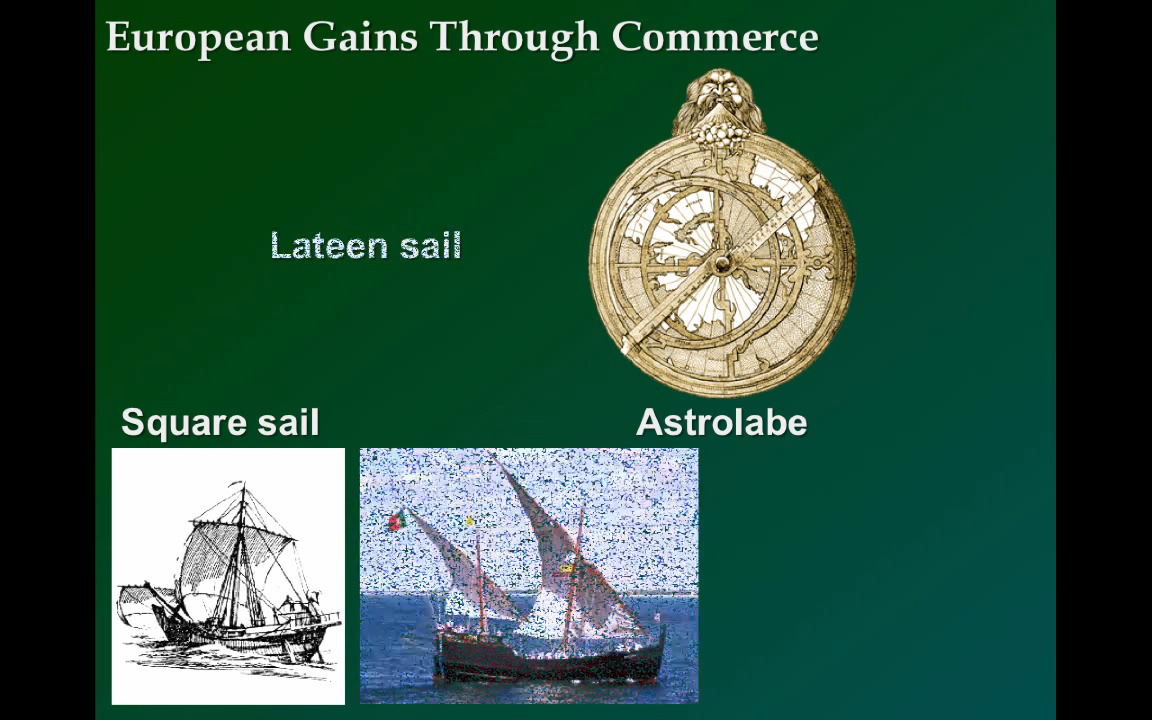 European Gains Through Commerce
Lateen sail
Square sail
Astrolabe